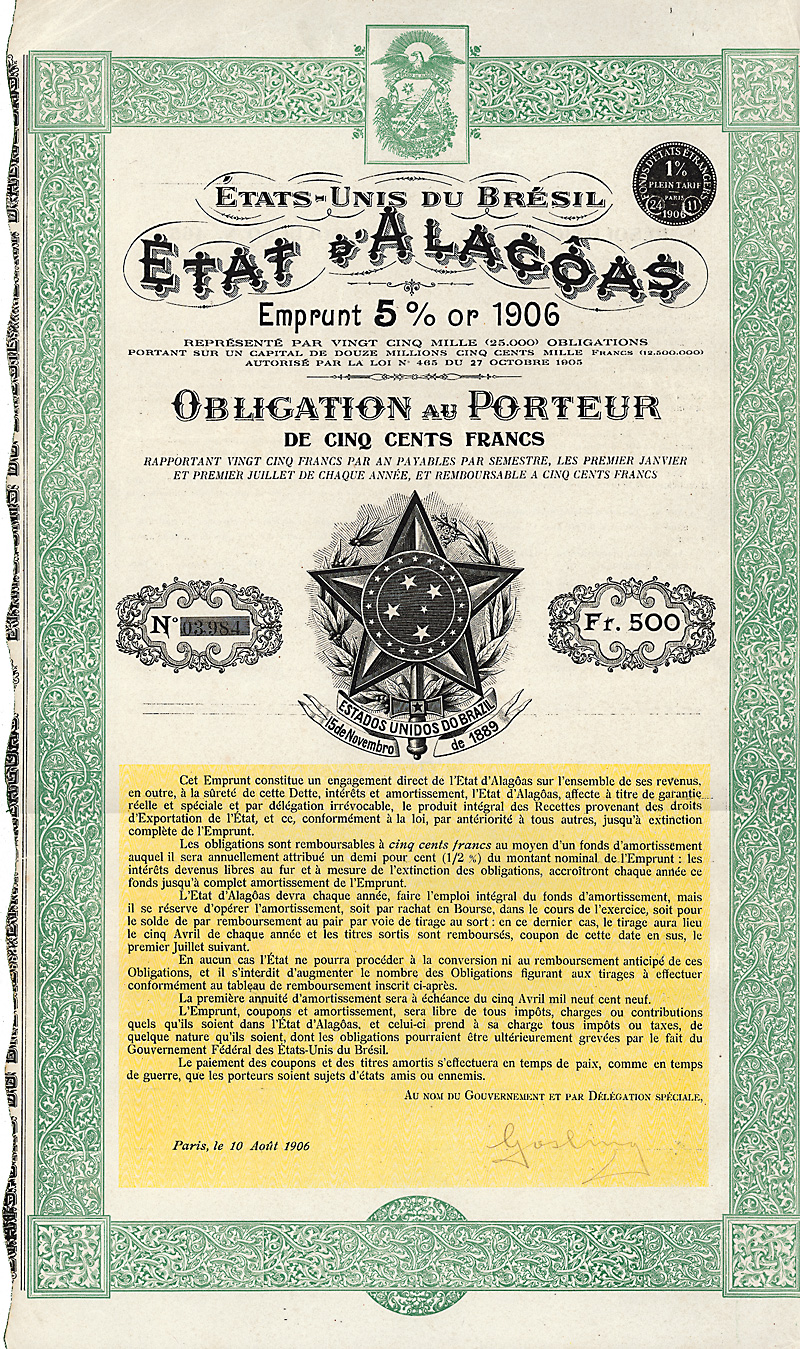 FONDS D'ÉTATS ÉTRANGERS
1%
PLEIN TARIF
PARIS
24 11
1906
ÉTATS-UNIS DU BRÉSIL
ÉTAT D'ALAGÔAS
Emprunt 5% or 1906
REPRÉSENTÉ PAR VINGT CINQ MILLE (25.000) OBLIGATIONS
PORTANT SUR UN CAPITAL DE DOUZE MILLIONS CINQ CENTS MILLE FRANCS (12.500.000)
AUTORISÉ PAR LA LOI N° 465 DU 27 OCTOBRE 1905
OBLIGATION AU PORTEUR
DE CINQ CENTS FRANCS
RAPPORTANT VINGT CINQ FRANCS PAR AN PAYABLES PAR SEMESTRE, LES PREMIER JANVIER
ET PREMIER JUILLET DE CHAQUE ANNÉE, ET REMBOURSABLE A CINQ CENTS FRANCS
N° 03.984
Fr. 500
ESTADOS UNIDOS DO BRAZIL
15 de Novembro de 1889
Cet Emprunt constitue un engagement direct de l'Etat d'Alagôas sur l'ensemble de ses revenus,
en outre, à la sûreté de cette Dette, intérêts et amortissement, l'Etat d'Alagôas, affecte à titre de garantie
réelle et spéciale et par délégation irrévocable, le produit intégral des Recettes provenant des droits
d'Exportation de l'État, et ce, conformément à la loi, par antériorité à tous autres, jusqu'à extinction
complète de l'Emprunt.
Les obligations sont remboursables à cinq cents francs au moyen d'un fonds d'amortissement
auquel il sera annuellement attribué un demi pour cent (1/2 %) du montant nominal de l'Emprunt : les
intérêts devenus libres au fur et à mesure de l'extinction des obligations, accroîtront chaque année ce
fonds jusqu'à complet amortissement de l'Emprunt.
L'Etat d'Alagôas devra chaque année, faire l'emploi intégral du fonds d'amortissement, mais
il se réserve d'opérer l'amortissement, soit par rachat en Bourse, dans le cours de l'exercice, soit pour
le solde de par remboursement au pair par voie de tirage au sort : en ce dernier cas, le tirage aura lieu
le cinq Avril de chaque année et les titres sortis sont remboursés, coupon de cette date en sus, le
premier Juillet suivant.
En aucun cas l'État ne pourra procéder à la conversion ni au remboursement anticipé de ces
Obligations, et il s'interdit d'augmenter le nombre des Obligations figurant aux tirages à effectuer
conformément au tableau de remboursement inscrit ci-après.
La première annuité d'amortissement sera à échéance du cinq Avril mil neuf cent neuf.
L'Emprunt, coupons et amortissement, sera libre de tous impôts, charges ou contributions
quels qu'ils soient dans l'État d'Alagôas, et celui-ci prend à sa charge tous impôts ou taxes, de
quelque nature qu'ils soient, dont les obligations pourraient être ultérieurement grevées par le fait du
Gouvernement Fédéral des États-Unis du Brésil.
Le paiement des coupons et des titres amortis s'effectuera en temps de paix, comme en temps
de guerre, que les porteurs soient sujets d'états amis ou ennemis.
AU NOM DU GOUVERNEMENT ET PAR DÉLÉGATION SPÉCIALE,
Paris, le 10 Août 1906
Gosling